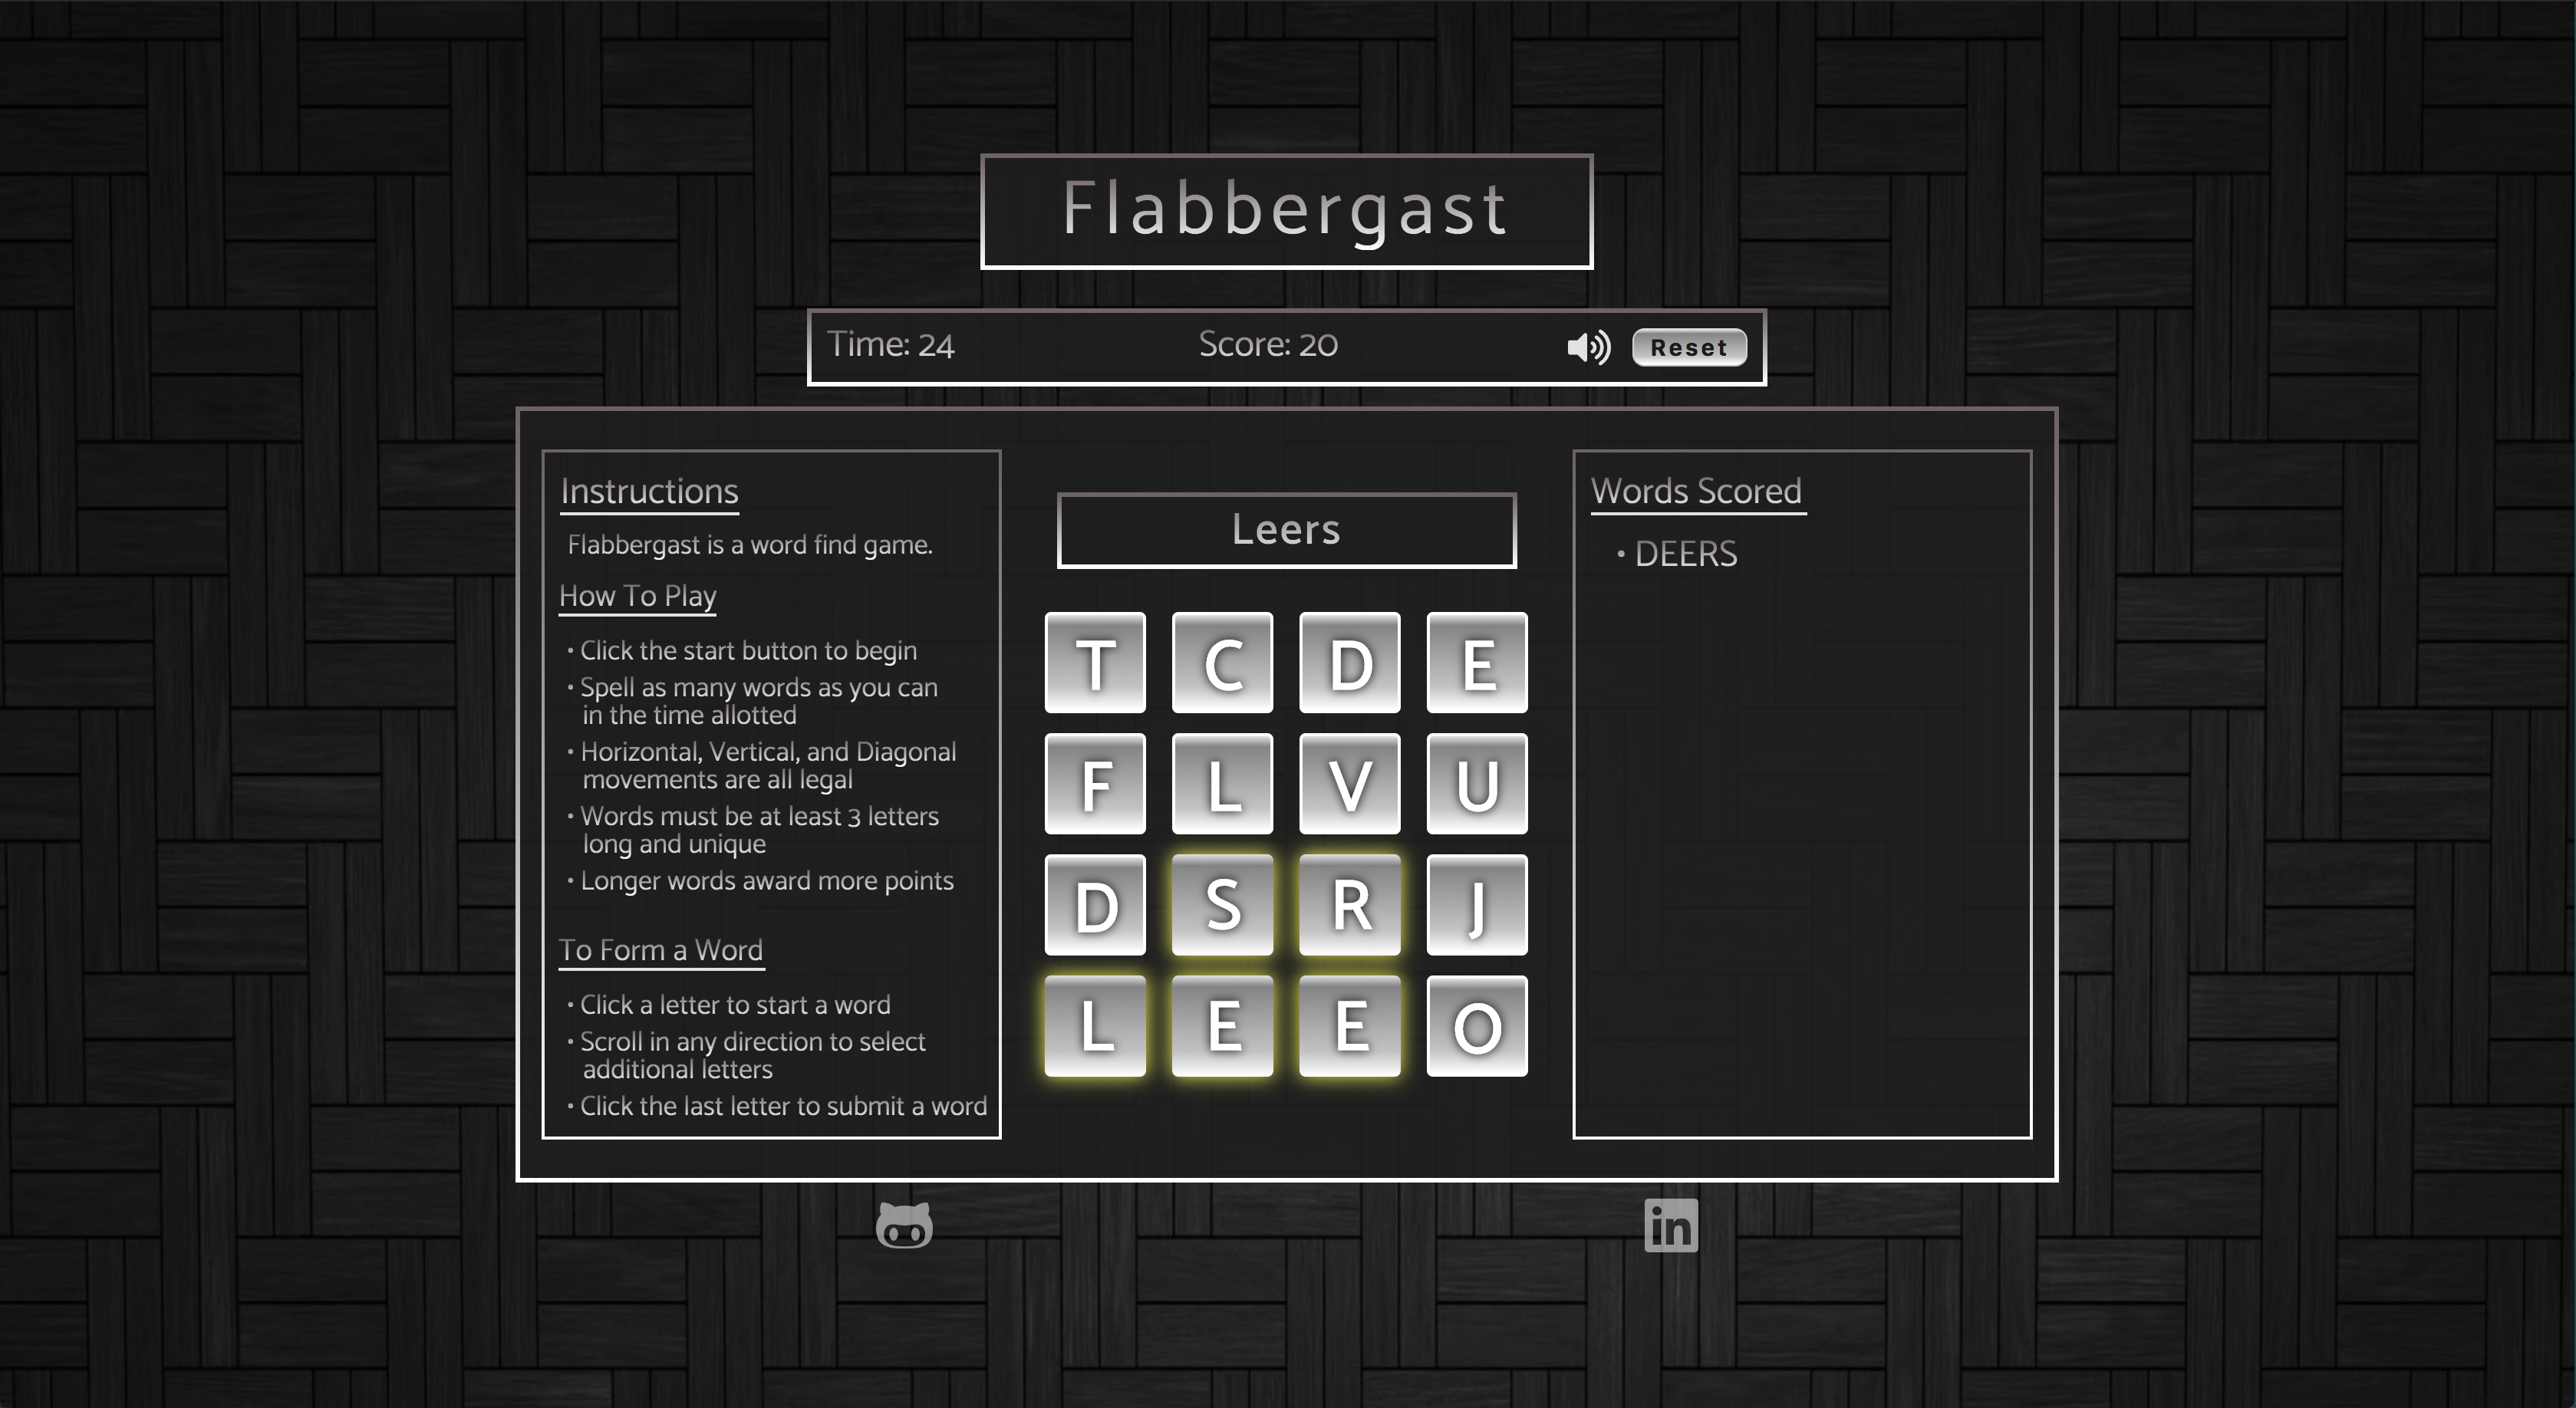 Flabbergast
Time: 24 Score: 20 Reset
Instructions
Flabbergast is a word find game.
How To Play
• Click the start button to begin
• Spell as many words as you can
in the time allotted
• Horizontal, Vertical, and Diagonal
movements are all legal
• Words must be at least 3 letters
long and unique
• Longer words award more points
To Form a Word
• Click a letter to start a word
• Scroll in any direction to select
additional letters
• Click the last letter to submit a word
Leers
T C D E
F L V U
D S R J
L E E O
Words Scored
• DEERS
in